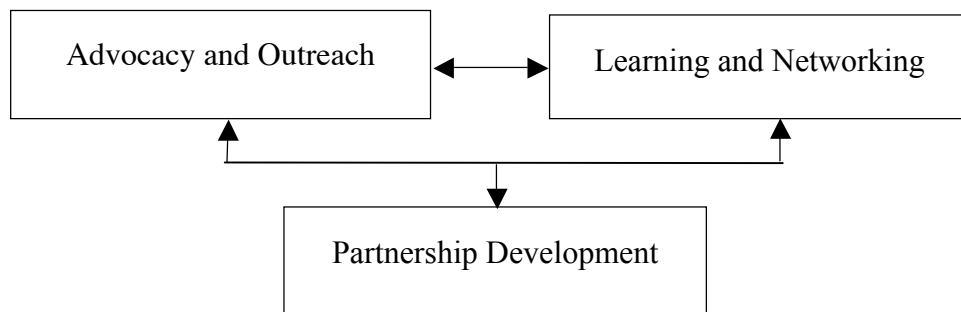 Advocacy and Outreach
Learning and Networking
Partnership Development